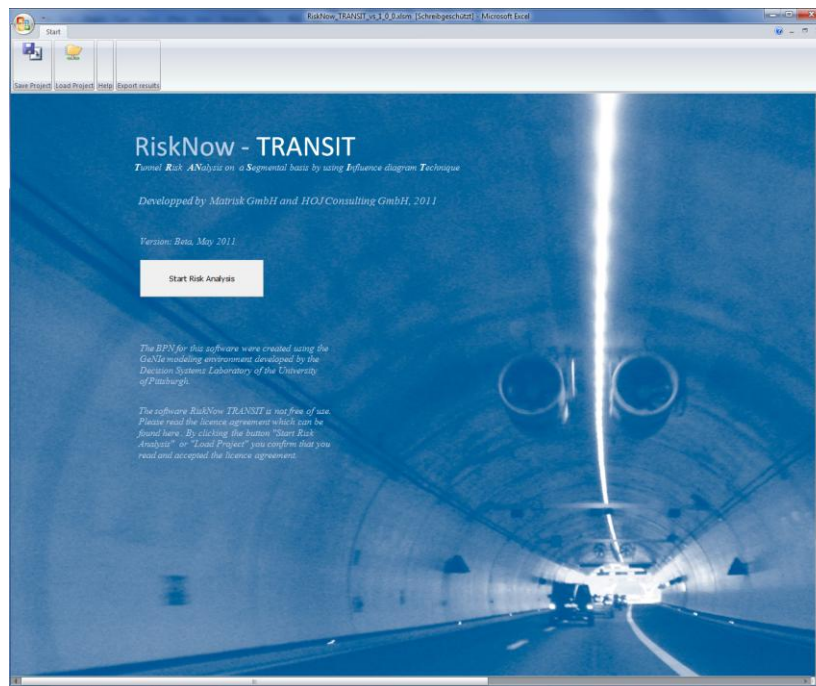 RiskNow_TRANSIT_vs_1_0_0.xlsm [Schreibgeschützt] - Microsoft Excel
Start
Save Project Load Project Help Export results
RiskNow - TRANSIT
Tunnel Risk ANalysis on a Segmental basis by using Influence diagram Technique
Developped by Matrisk GmbH and HOJ Consulting GmbH, 2011
Version: Beta, May 2011
Start Risk Analysis
The BPN for this software were created using the
GeNIe modeling environment developed by the
Decision Systems Laboratory of the University
of Pittsburgh.
The software RiskNow TRANSIT is not free of use.
Please read the licence agreement which can be
found here. By clicking the button "Start Risk
Analysis" or "Load Project" you confirm that you
read and accepted the licence agreement.